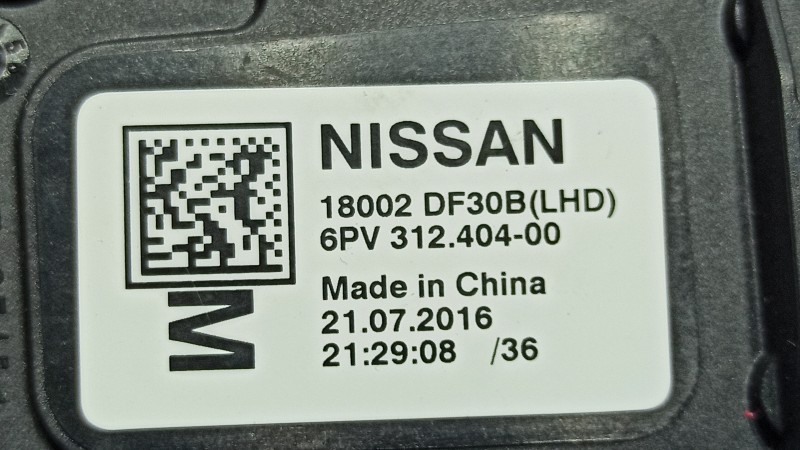 NISSAN
18002 DF30B(LHD)
6PV 312.404-00
Made in China
21.07.2016
21:29:08 /36
M